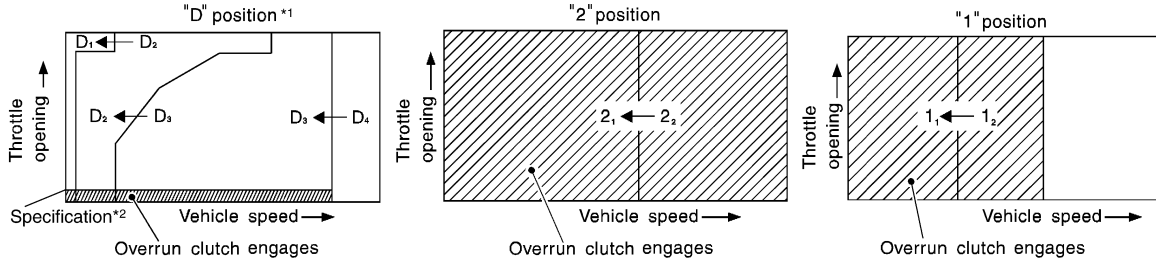 "D" position *1
D₁ ← D₂
D₂ ← D₃
D₃ ← D₄
Throttle
opening →
Specification*2
Vehicle speed →
Overrun clutch engages
"2" position
2₁ ← 2₂
Throttle
opening →
Vehicle speed →
Overrun clutch engages
"1" position
1₁ ← 1₂
Throttle
opening →
Vehicle speed →
Overrun clutch engages